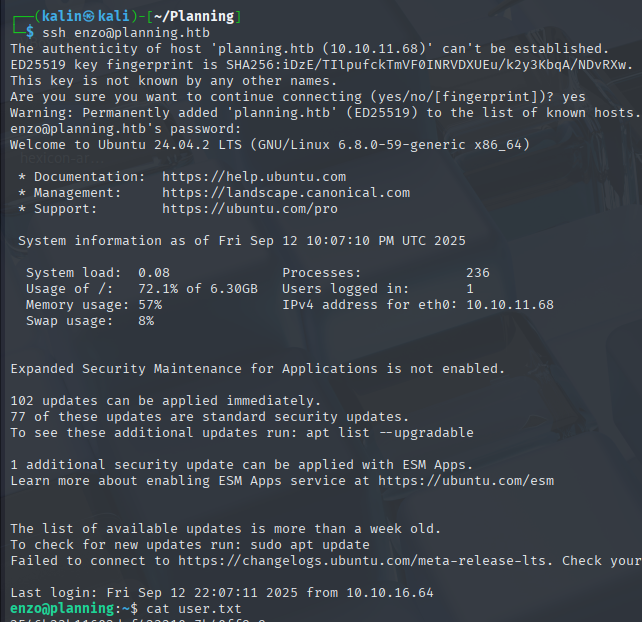 ┌──(kalin㉿kali)-[~/Planning]
└─$ ssh enzo@planning.htb
The authenticity of host 'planning.htb (10.10.11.68)' can't be established.
ED25519 key fingerprint is SHA256:iDzE/TIlpufckTmVF0INRVDXUEu/k2y3KbqA/NDvRXw.
This key is not known by any other names.
Are you sure you want to continue connecting (yes/no/[fingerprint])? yes
Warning: Permanently added 'planning.htb' (ED25519) to the list of known hosts.
enzo@planning.htb's password:
Welcome to Ubuntu 24.04.2 LTS (GNU/Linux 6.8.0-59-generic x86_64)

 * Documentation:  https://help.ubuntu.com
 * Management:     https://landscape.canonical.com
 * Support:        https://ubuntu.com/pro

 System information as of Fri Sep 12 10:07:10 PM UTC 2025

  System load:  0.08              Processes:             236
  Usage of /:   72.1% of 6.30GB   Users logged in:       1
  Memory usage: 57%               IPv4 address for eth0: 10.10.11.68
  Swap usage:   8%

Expanded Security Maintenance for Applications is not enabled.

102 updates can be applied immediately.
77 of these updates are standard security updates.
To see these additional updates run: apt list --upgradable

1 additional security update can be applied with ESM Apps.
Learn more about enabling ESM Apps service at https://ubuntu.com/esm

The list of available updates is more than a week old.
To check for new updates run: sudo apt update
Failed to connect to https://changelogs.ubuntu.com/meta-release-lts. Check your

Last login: Fri Sep 12 22:07:11 2025 from 10.10.16.64
enzo@planning:~$ cat user.txt